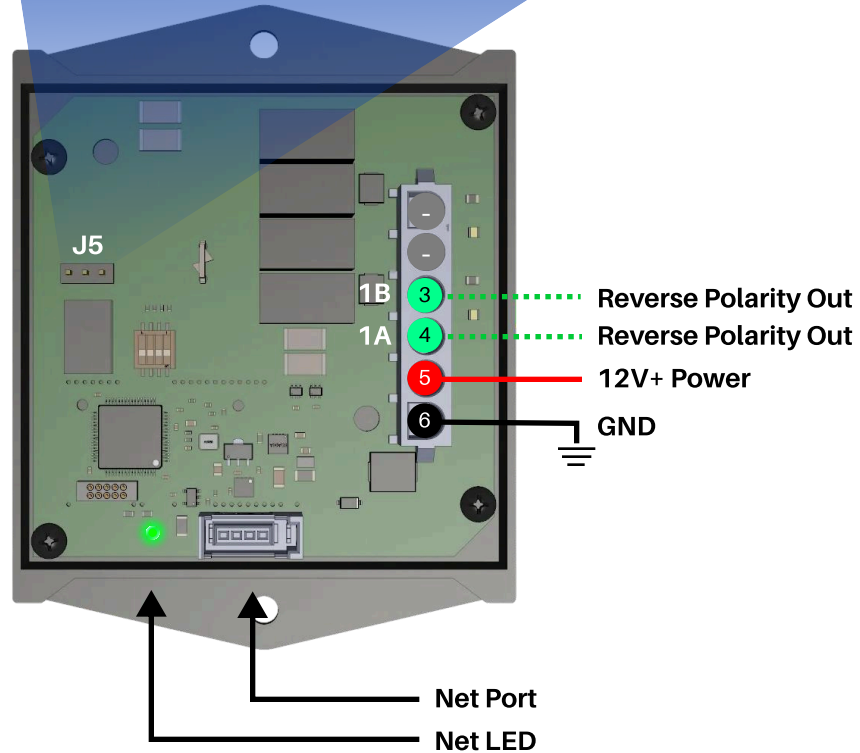 J5
-
-
1B 3 Reverse Polarity Out
1A 4 Reverse Polarity Out
5 12V+ Power
6 GND
Net Port
Net LED